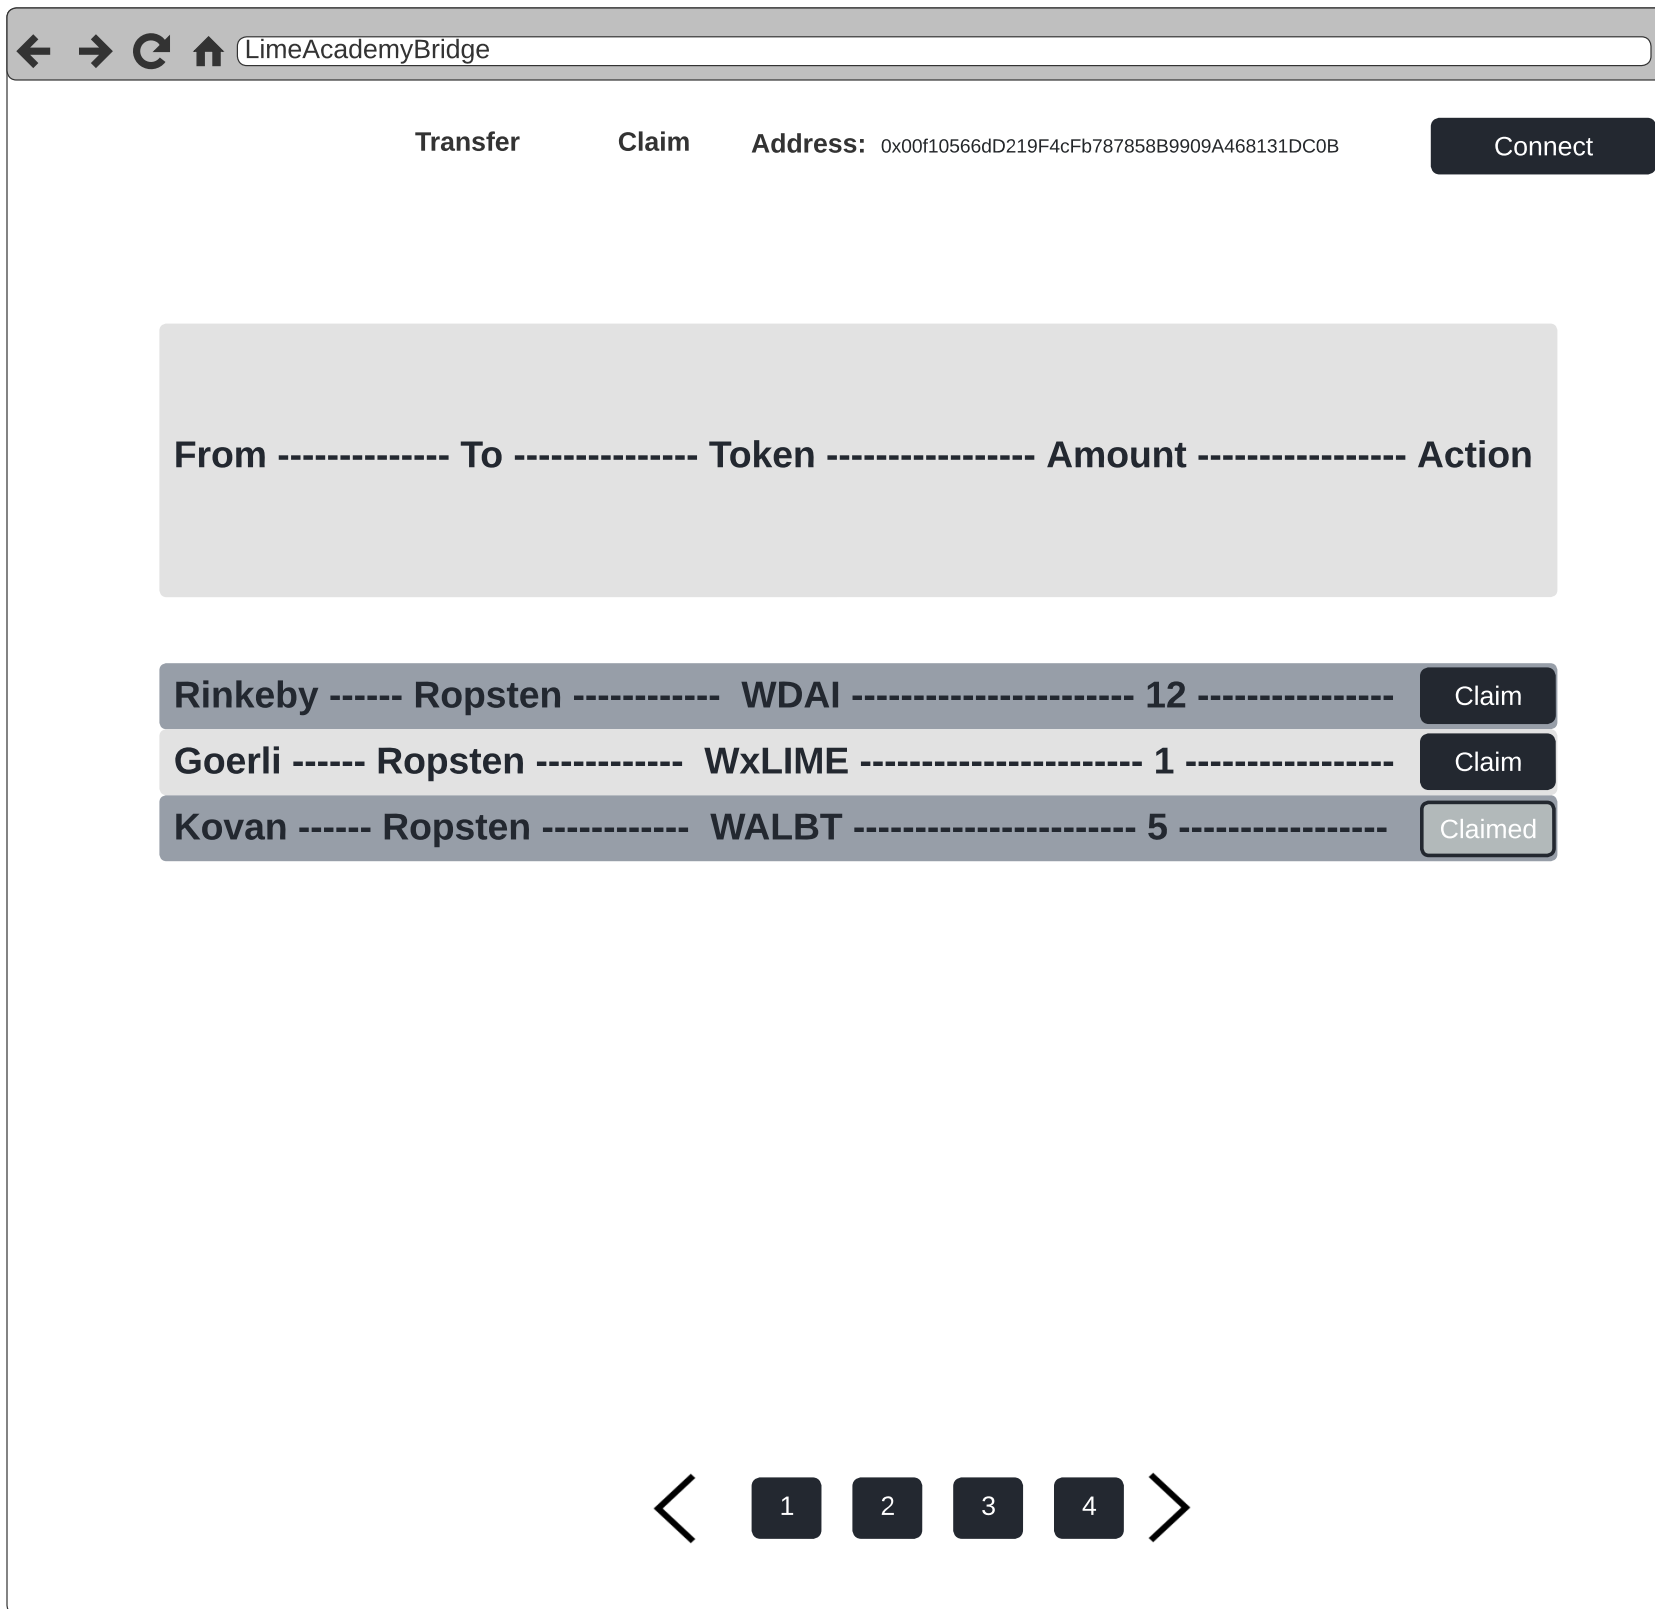 LimeAcademyBridge
Transfer Claim Address: 0x00f10566dD219F4cFb787858B9909A468131DC0B Connect
From -------------- To --------------- Token ----------------- Amount ----------------- Action
Rinkeby ------ Ropsten ------------ WDAI ----------------------- 12 ---------------- Claim
Goerli ------ Ropsten ------------ WxLIME ----------------------- 1 ----------------- Claim
Kovan ------ Ropsten ------------ WALBT ----------------------- 5 ----------------- Claimed
1 2 3 4